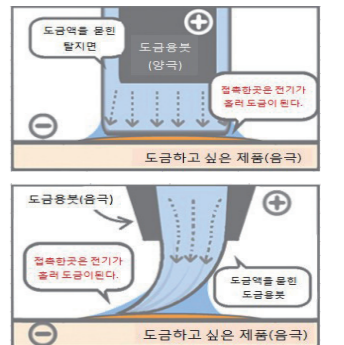 도금액을 묻힌
탈지면
도금용붓
(양극)
접촉한곳은 전기가
흘러 도금이 된다.
도금하고 싶은 제품(음극)
도금용붓(음극)
접촉한곳은 전기가
흘러 도금이된다.
도금액을 묻힌
도금용붓
도금하고 싶은 제품(음극)